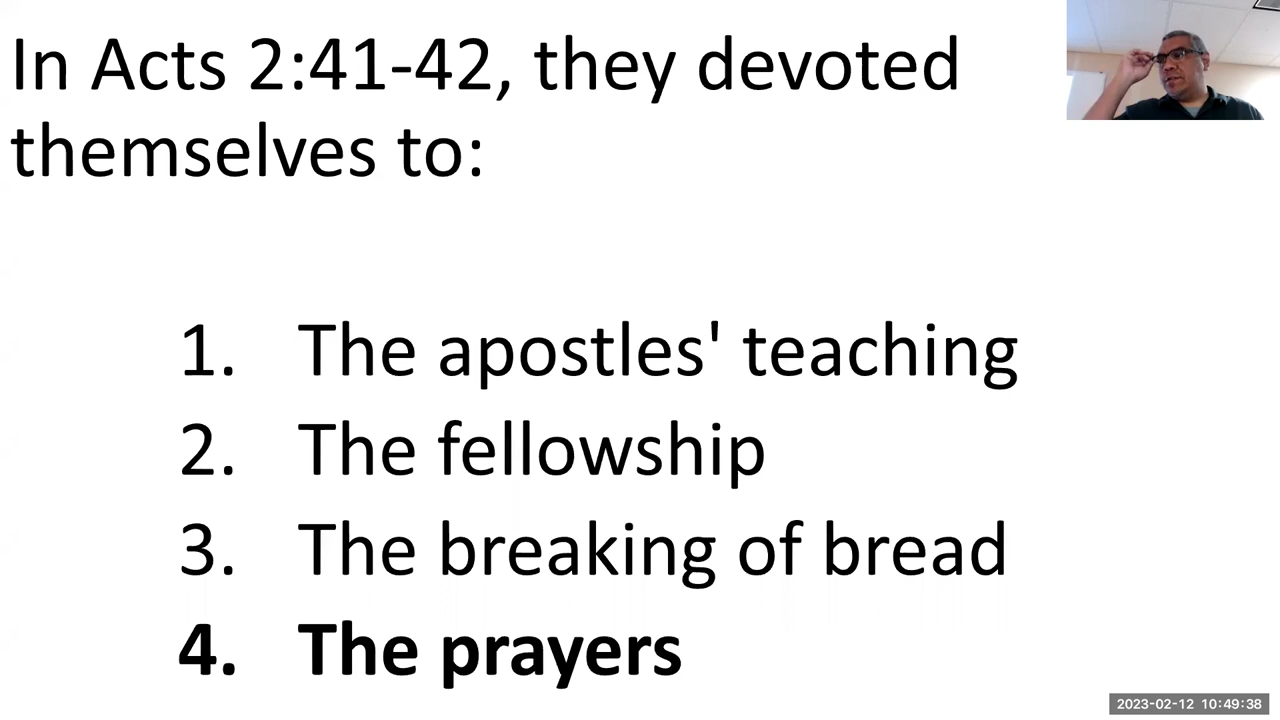 In Acts 2:41-42, they devoted
themselves to:
1. The apostles' teaching
2. The fellowship
3. The breaking of bread
4. The prayers
2023-02-12 10:49:38